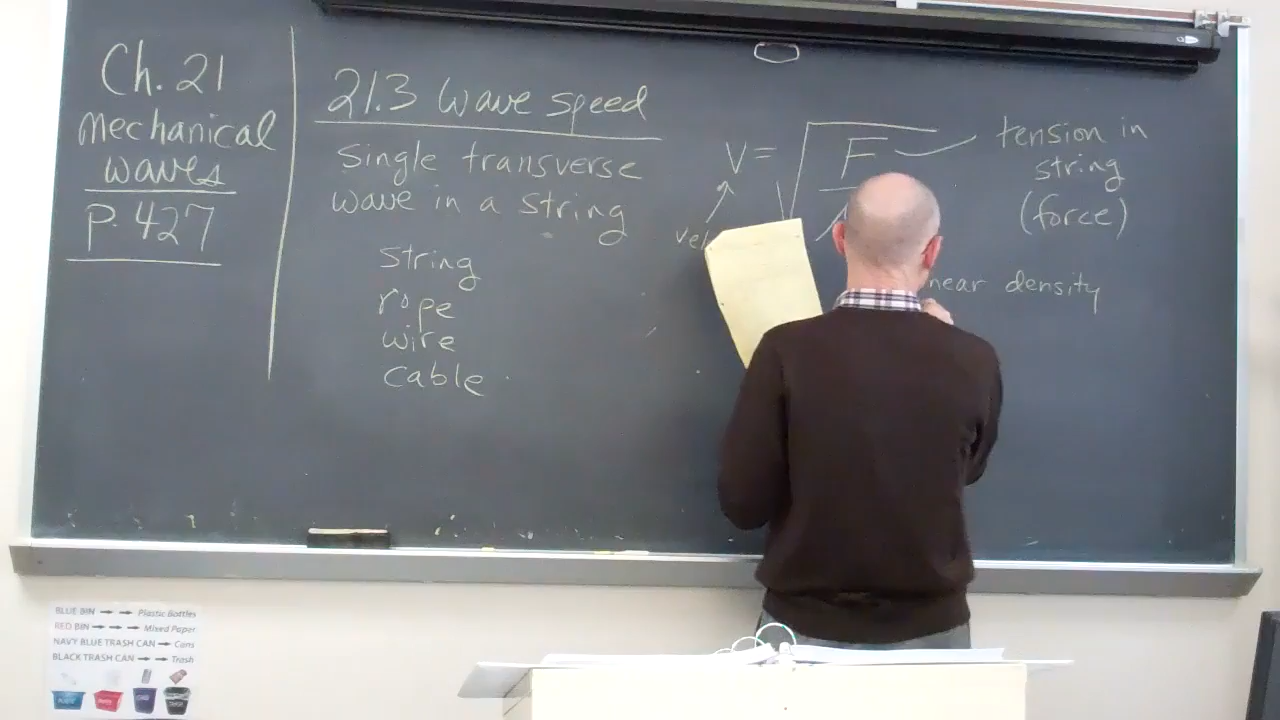 Ch. 21
mechanical
waves
P. 427
21.3 Wave speed
Single transverse
wave in a string
string
rope
wire
cable
V = √ F
tension in
string
(force)
density
BLUE BIN → → Plastic Bottles
RED BIN → → → Mixed Paper
NAVY BLUE TRASH CAN → Cans
BLACK TRASH CAN → → Trash